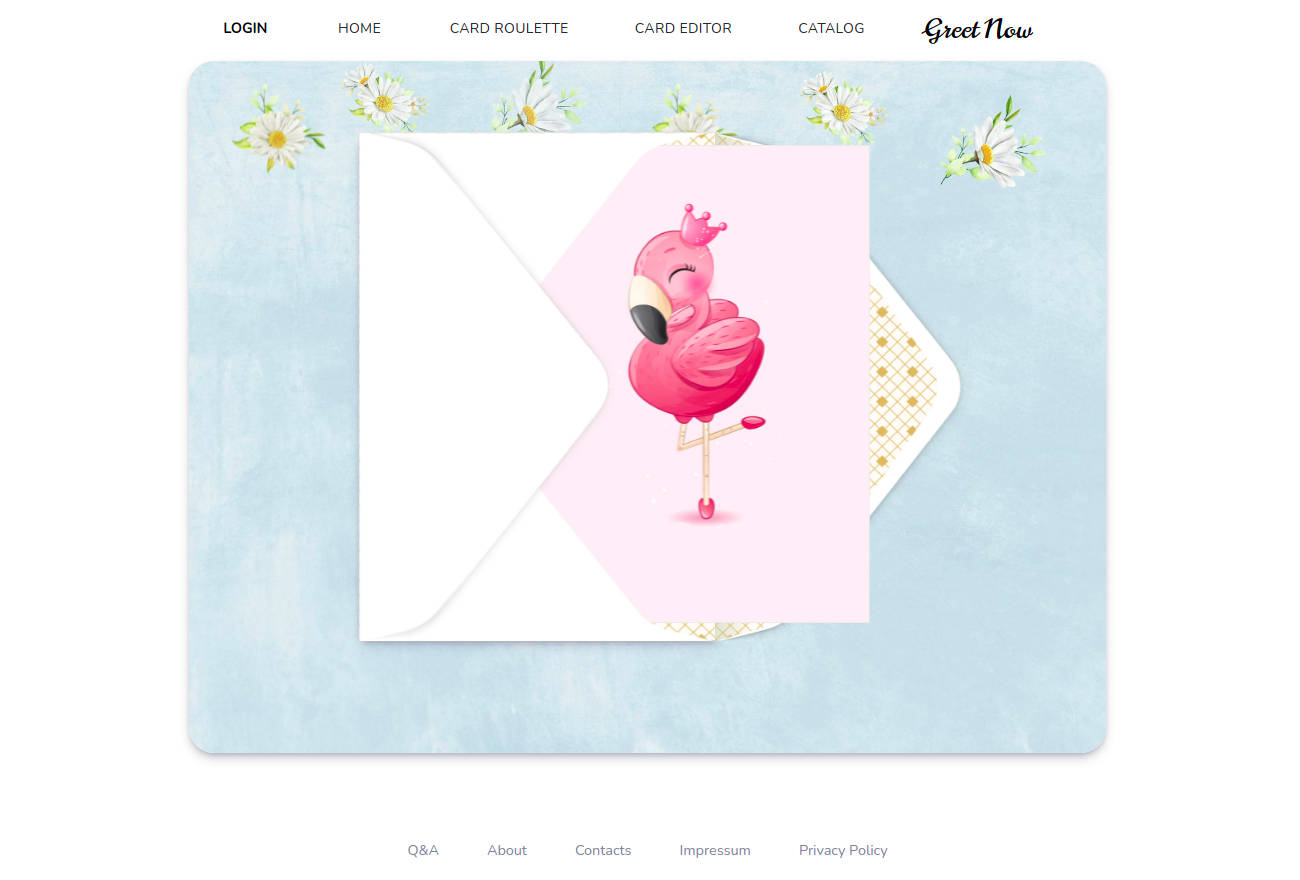 LOGIN HOME CARD ROULETTE CARD EDITOR CATALOG Greet Now
Q&A About Contacts Impressum Privacy Policy